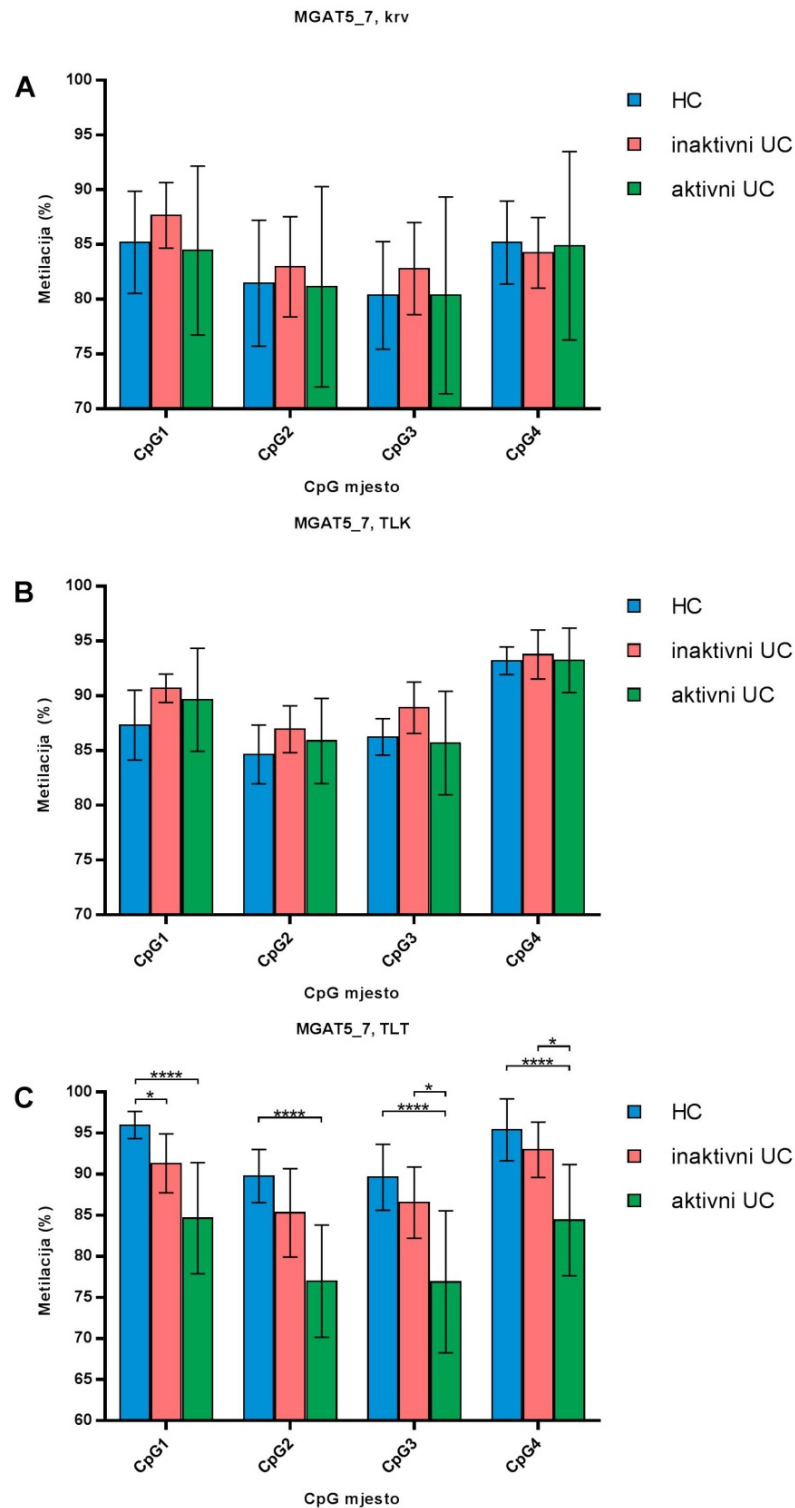 MGAT5_7, krv
A
100
95
90
85
80
75
70
Metilacija (%)
HC
inaktivni UC
aktivni UC
CpG1
CpG2
CpG3
CpG4
CpG mjesto
MGAT5_7, TLK
B
100
95
90
85
80
75
70
Metilacija (%)
HC
inaktivni UC
aktivni UC
CpG1
CpG2
CpG3
CpG4
CpG mjesto
MGAT5_7, TLT
C
100
95
90
85
80
75
70
65
60
Metilacija (%)
****
*
****
*
****
*
****
HC
inaktivni UC
aktivni UC
CpG1
CpG2
CpG3
CpG4
CpG mjesto